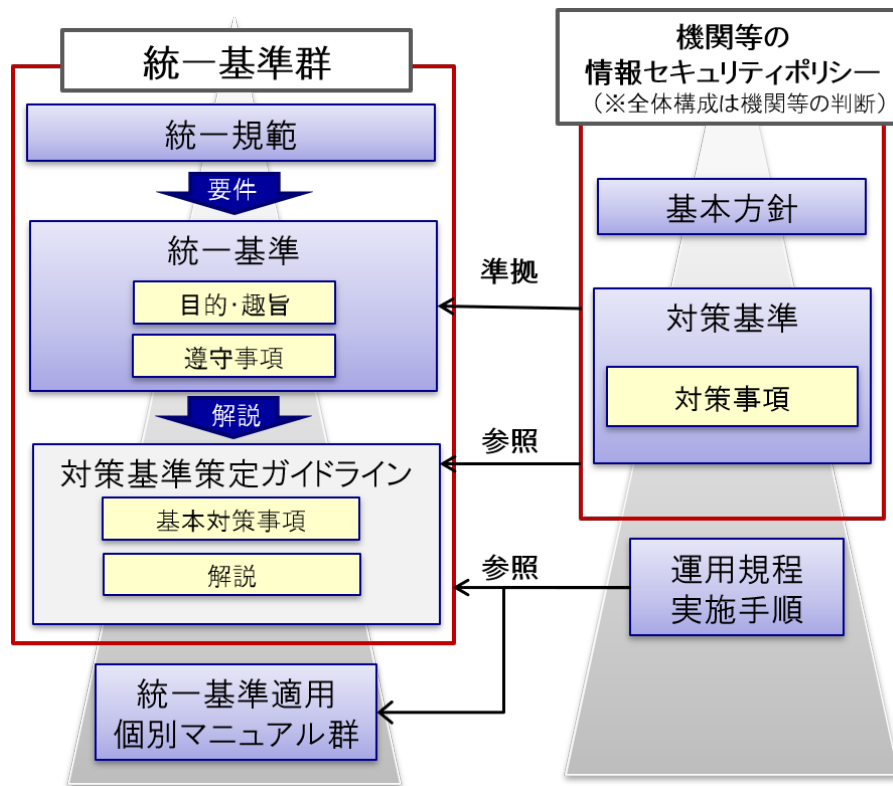 統一基準群
統一規範
要件
統一基準
目的・趣旨
遵守事項
解説
対策基準策定ガイドライン
基本対策事項
解説
統一基準適用
個別マニュアル群
準拠
参照
参照
機関等の
情報セキュリティポリシー
（※全体構成は機関等の判断）
基本方針
対策基準
対策事項
運用規程
実施手順